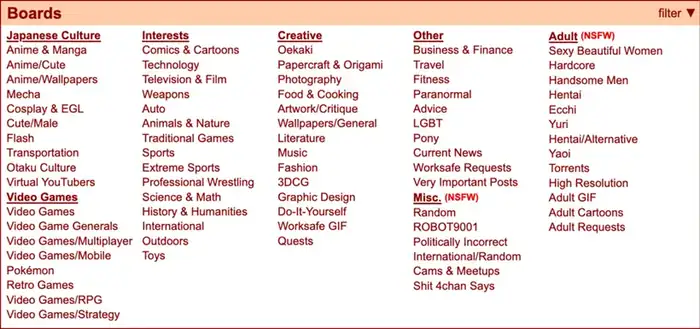 Boards
filter ▼
Japanese Culture
Anime & Manga
Anime/Cute
Anime/Wallpapers
Mecha
Cosplay & EGL
Cute/Male
Flash
Transportation
Otaku Culture
Virtual YouTubers
Video Games
Video Games
Video Game Generals
Video Games/Multiplayer
Video Games/Mobile
Pokémon
Retro Games
Video Games/RPG
Video Games/Strategy
Interests
Comics & Cartoons
Technology
Television & Film
Weapons
Auto
Animals & Nature
Traditional Games
Sports
Extreme Sports
Professional Wrestling
Science & Math
History & Humanities
International
Outdoors
Toys
Creative
Oekaki
Papercraft & Origami
Photography
Food & Cooking
Artwork/Critique
Wallpapers/General
Literature
Music
Fashion
3DCG
Graphic Design
Do-It-Yourself
Worksafe GIF
Quests
Other
Business & Finance
Travel
Fitness
Paranormal
Advice
LGBT
Pony
Current News
Worksafe Requests
Very Important Posts
Misc. (NSFW)
Random
ROBOT9001
Politically Incorrect
International/Random
Cams & Meetups
Shit 4chan Says
Adult (NSFW)
Sexy Beautiful Women
Hardcore
Handsome Men
Hentai
Ecchi
Yuri
Hentai/Alternative
Yaoi
Torrents
High Resolution
Adult GIF
Adult Cartoons
Adult Requests